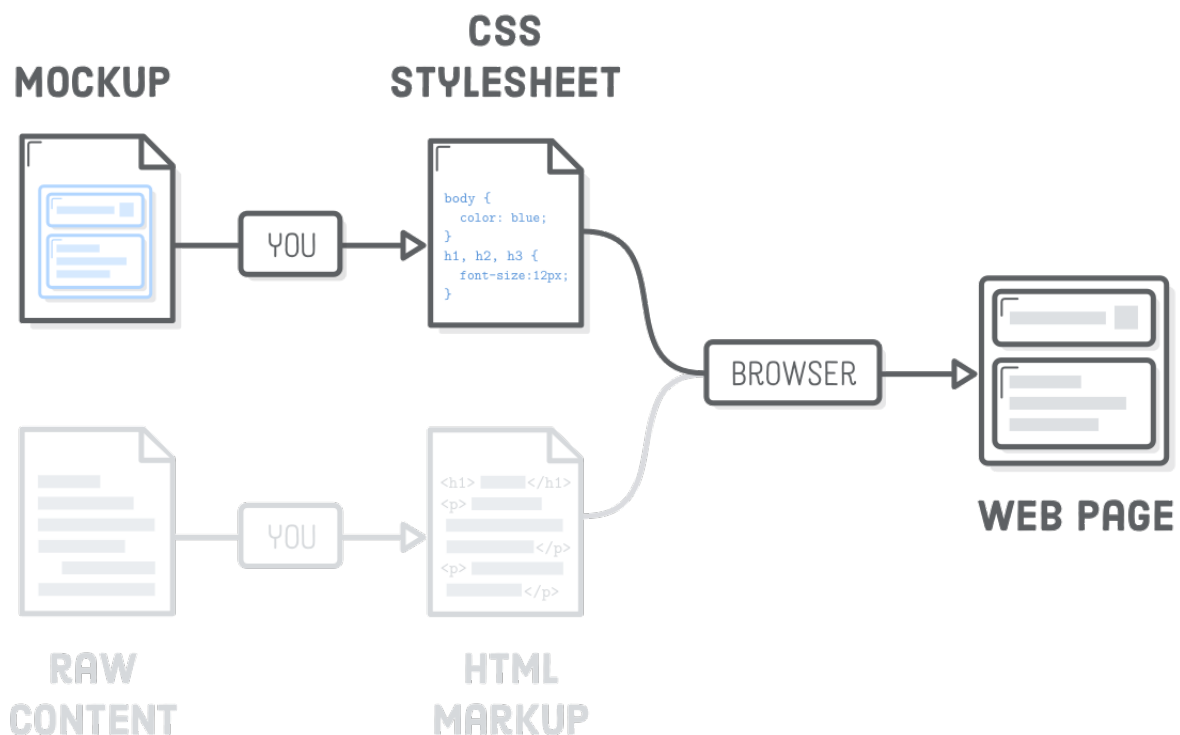 MOCKUP
CSS
STYLESHEET
YOU
body {
color: blue;
}
h1, h2, h3 {
font-size:12px;
}
BROWSER
WEB PAGE
YOU
<h1> </h1>
<p>
</p>
<p>
</p>
RAW
CONTENT
HTML
MARKUP